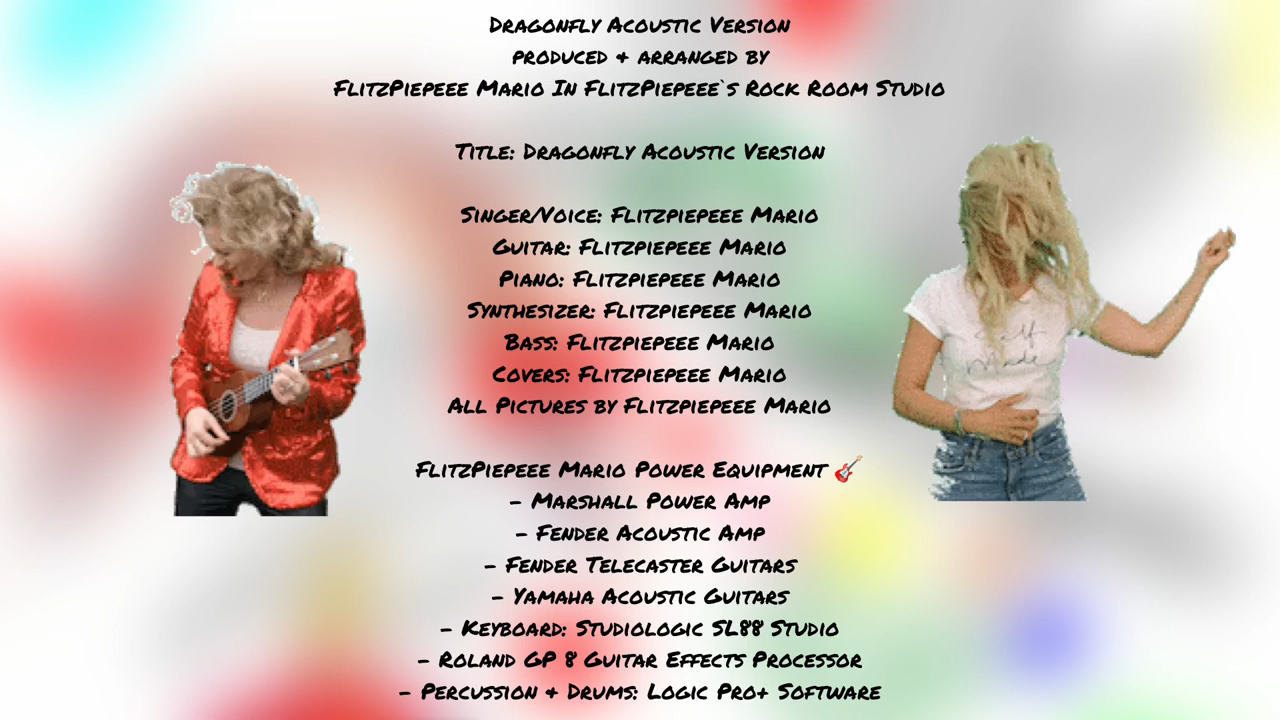 Dragonfly Acoustic Version
produced & arranged by
FlitzPiepeee Mario In FlitzPiepeee`s Rock Room Studio
Title: Dragonfly Acoustic Version
Singer/Voice: Flitzpiepeee Mario
Guitar: Flitzpiepeee Mario
Piano: Flitzpiepeee Mario
Synthesizer: Flitzpiepeee Mario
Bass: Flitzpiepeee Mario
Covers: Flitzpiepeee Mario
All Pictures by Flitzpiepeee Mario
FlitzPiepeee Mario Power Equipment 🎸
- Marshall Power Amp
- Fender Acoustic Amp
- Fender Telecaster Guitars
- Yamaha Acoustic Guitars
- Keyboard: Studiologic SL88 Studio
- Roland GP 8 Guitar Effects Processor
- Percussion & Drums: Logic Pro+ Software
Self
Made